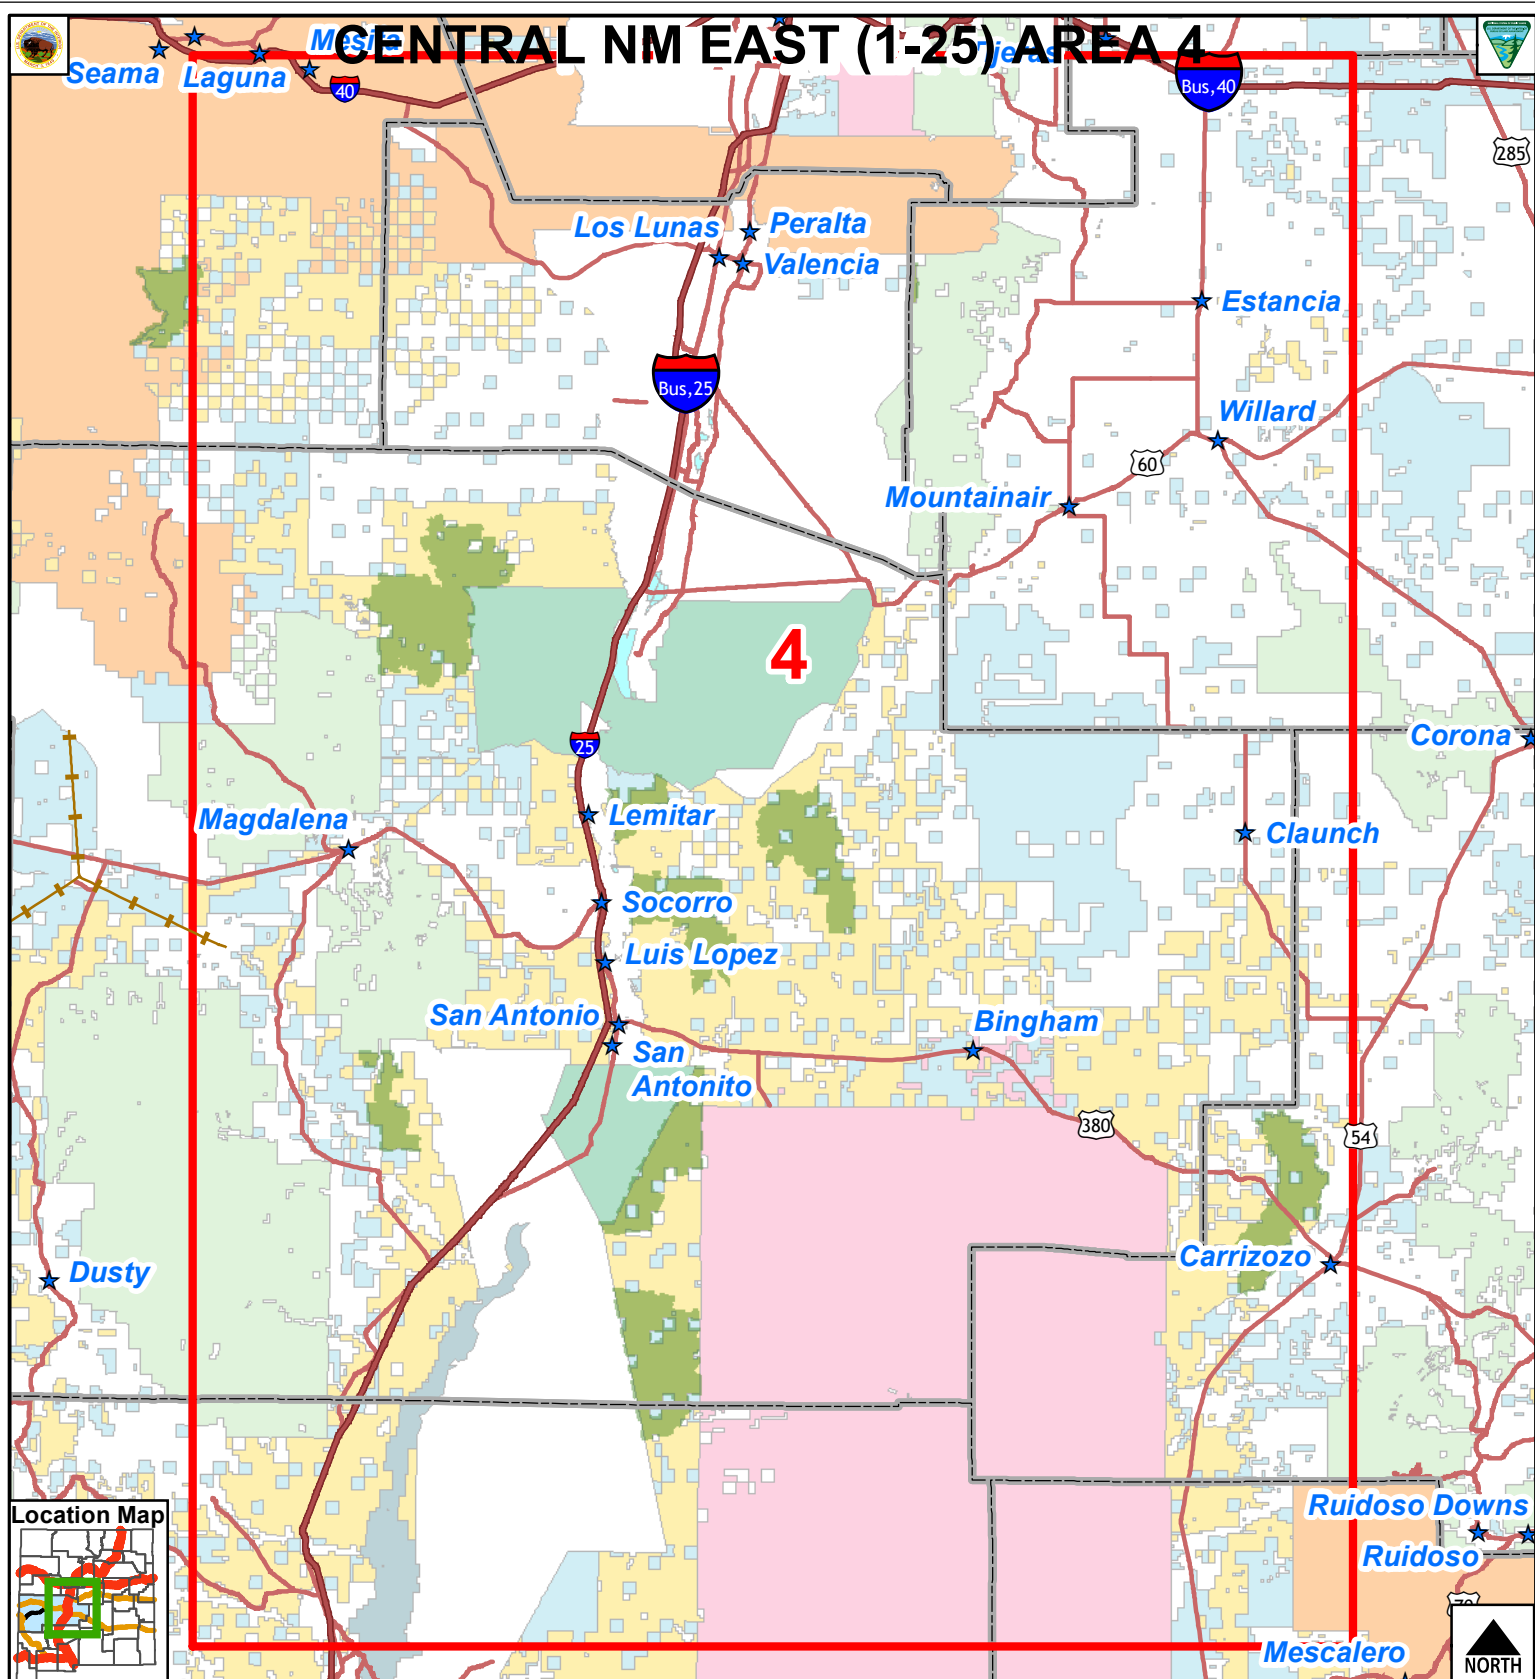 CENTRAL NM EAST (1-25) AREA 4
Mesita
Seama
Laguna
40
Bus,40
285
Los Lunas
Peralta
Valencia
Estancia
Bus,25
Willard
60
Mountainair
4
25
Corona
Magdalena
Lemitar
Claunch
Socorro
Luis Lopez
San Antonio
Bingham
San
Antonito
380
54
Carrizozo
Dusty
Location Map
Ruidoso Downs
Ruidoso
Mescalero
NORTH